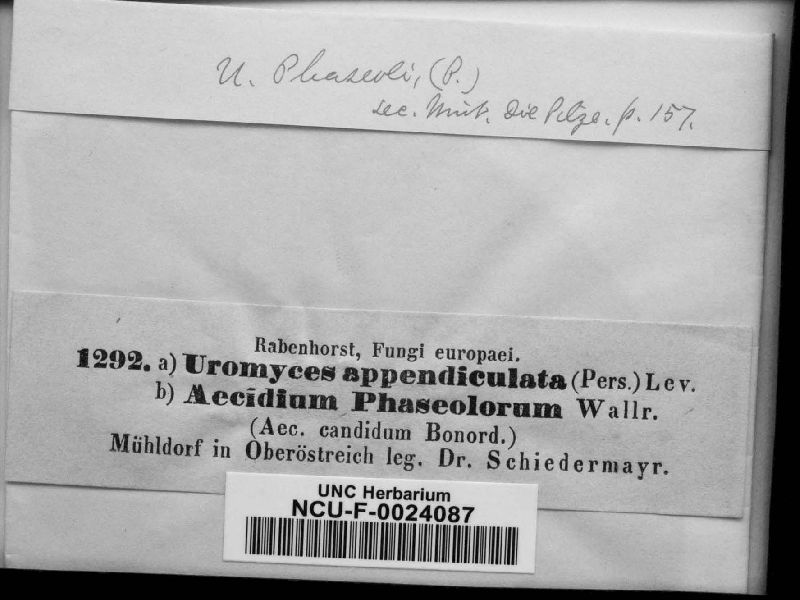 U. Phaseoli, (P.)
sec. Die Pilze. p. 157.
Rabenhorst, Fungi europaei.
1292. a) Uromyces appendiculata (Pers.) Lev.
b) Aecidium Phaseolorum Wallr.
(Aec. candidum Bonord.)
Mühldorf in Oberöstreich leg. Dr. Schiedermayr.
UNC Herbarium
NCU-F-0024087